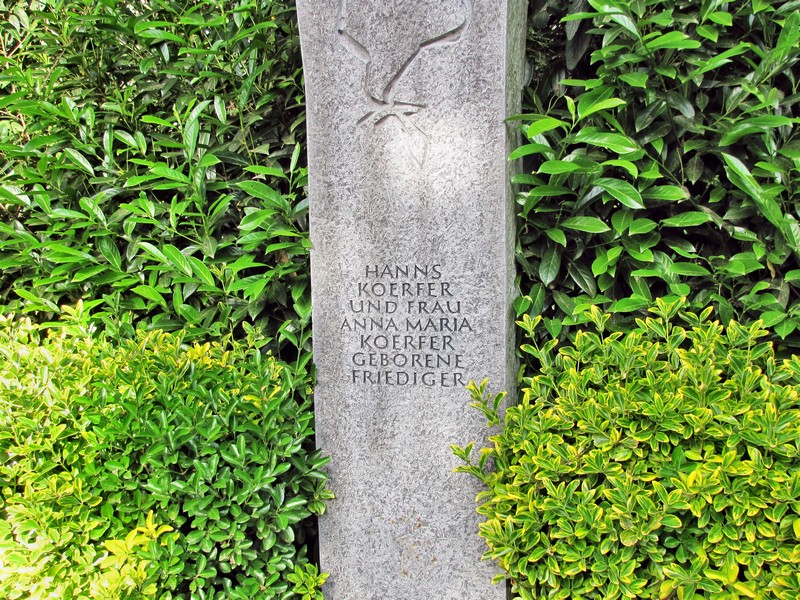 HANNS
KOERFER
UND FRAU
ANNA MARIA
KOERFER
GEBORENE
FRIEDIGER